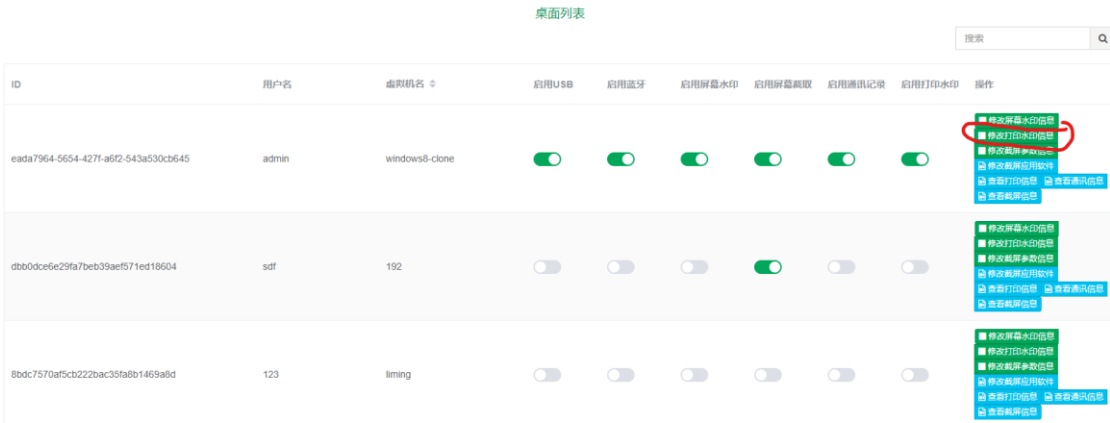 桌面列表
搜索
ID 用户名 虚拟机名 启用USB 启用蓝牙 启用屏幕水印 启用屏幕截取 启用通讯记录 启用打印水印 操作
修改屏幕水印信息
修改打印水印信息
修改截屏参数信息
eada7964-5654-427f-a6f2-543a530cb645 admin windows8-clone
修改截屏应用软件
查看打印信息 查看通讯信息
查看截屏信息
修改屏幕水印信息
修改打印水印信息
修改截屏参数信息
dbb0dce6e29fa7beb39aef571ed18604 sdf 192
修改截屏应用软件
查看打印信息 查看通讯信息
查看截屏信息
修改屏幕水印信息
修改打印水印信息
修改截屏参数信息
8bdc7570af5cb222bac35fa8b1469a8d 123 liming
修改截屏应用软件
查看打印信息 查看通讯信息
查看截屏信息